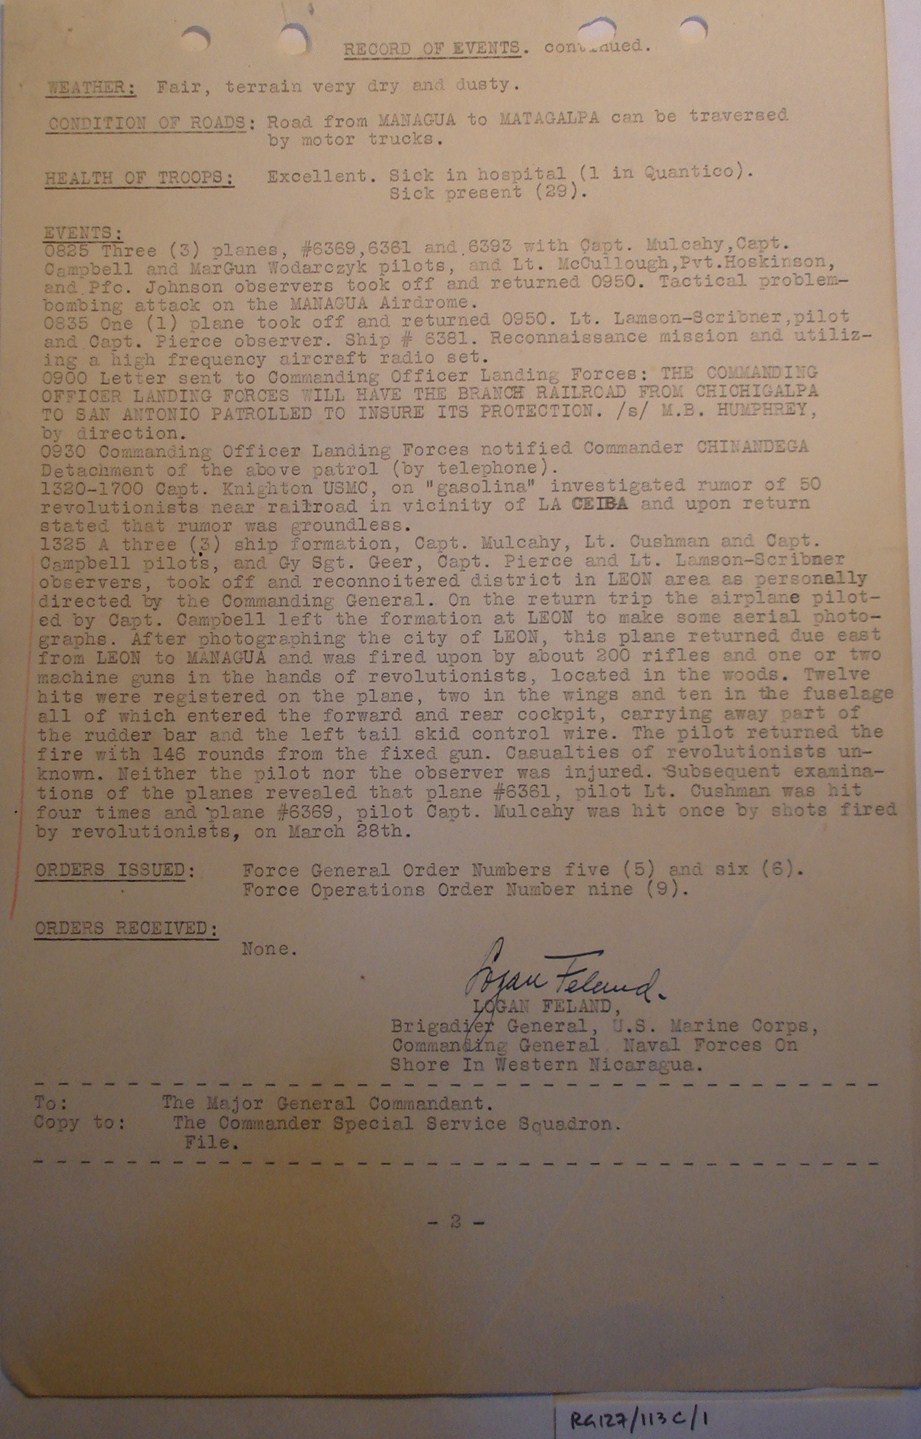 RECORD OF EVENTS. continued.
WEATHER: Fair, terrain very dry and dusty.
CONDITION OF ROADS: Road from MANAGUA to MATAGALPA can be traversed
by motor trucks.
HEALTH OF TROOPS: Excellent. Sick in hospital (1 in Quantico).
Sick present (29).
EVENTS:
0825 Three (3) planes, #6369,6361 and 6393 with Capt. Mulcahy,Capt.
Campbell and MarGun Wodarczyk pilots, and Lt. McCullough,Pvt.Hoskinson,
and Pfc. Johnson observers took off and returned 0950. Tactical problem-
bombing attack on the MANAGUA Airdrome.
0835 One (1) plane took off and returned 0950. Lt. Lamson-Scribner,pilot
and Capt. Pierce observer. Ship # 6381. Reconnaissance mission and utiliz-
ing a high frequency aircraft radio set.
0900 Letter sent to Commanding Officer Landing Forces: THE COMMANDING
OFFICER LANDING FORCES WILL HAVE THE BRANCH RAILROAD FROM CHICHIGALPA
TO SAN ANTONIO PATROLLED TO INSURE ITS PROTECTION. /s/ M.B. HUMPHREY,
by direction.
0930 Commanding Officer Landing Forces notified Commander CHINANDEGA
Detachment of the above patrol (by telephone).
1320-1700 Capt. Knighton USMC, on "gasolina" investigated rumor of 50
revolutionists near railroad in vicinity of LA CEIBA and upon return
stated that rumor was groundless.
1325 A three (3) ship formation, Capt. Mulcahy, Lt. Cushman and Capt.
Campbell pilots, and Gy Sgt. Geer, Capt. Pierce and Lt. Lamson-Scribner
observers, took off and reconnoitered district in LEON area as personally
directed by the Commanding General. On the return trip the airplane pilot-
ed by Capt. Campbell left the formation at LEON to make some aerial photo-
graphs. After photographing the city of LEON, this plane returned due east
from LEON to MANAGUA and was fired upon by about 200 rifles and one or two
machine guns in the hands of revolutionists, located in the woods. Twelve
hits were registered on the plane, two in the wings and ten in the fuselage
all of which entered the forward and rear cockpit, carrying away part of
the rudder bar and the left tail skid control wire. The pilot returned the
fire with 146 rounds from the fixed gun. Casualties of revolutionists un-
known. Neither the pilot nor the observer was injured. Subsequent examina-
tions of the planes revealed that plane #6361, pilot Lt. Cushman was hit
four times and plane #6369, pilot Capt. Mulcahy was hit once by shots fired
by revolutionists, on March 28th.
ORDERS ISSUED: Force General Order Numbers five (5) and six (6).
Force Operations Order Number nine (9).
ORDERS RECEIVED:
None.
Logan Feland.
LOGAN FELAND,
Brigadier General, U.S. Marine Corps,
Commanding General Naval Forces On
Shore In Western Nicaragua.
To: The Major General Commandant.
Copy to: The Commander Special Service Squadron.
File.
- 2 -
RG127/113C/1